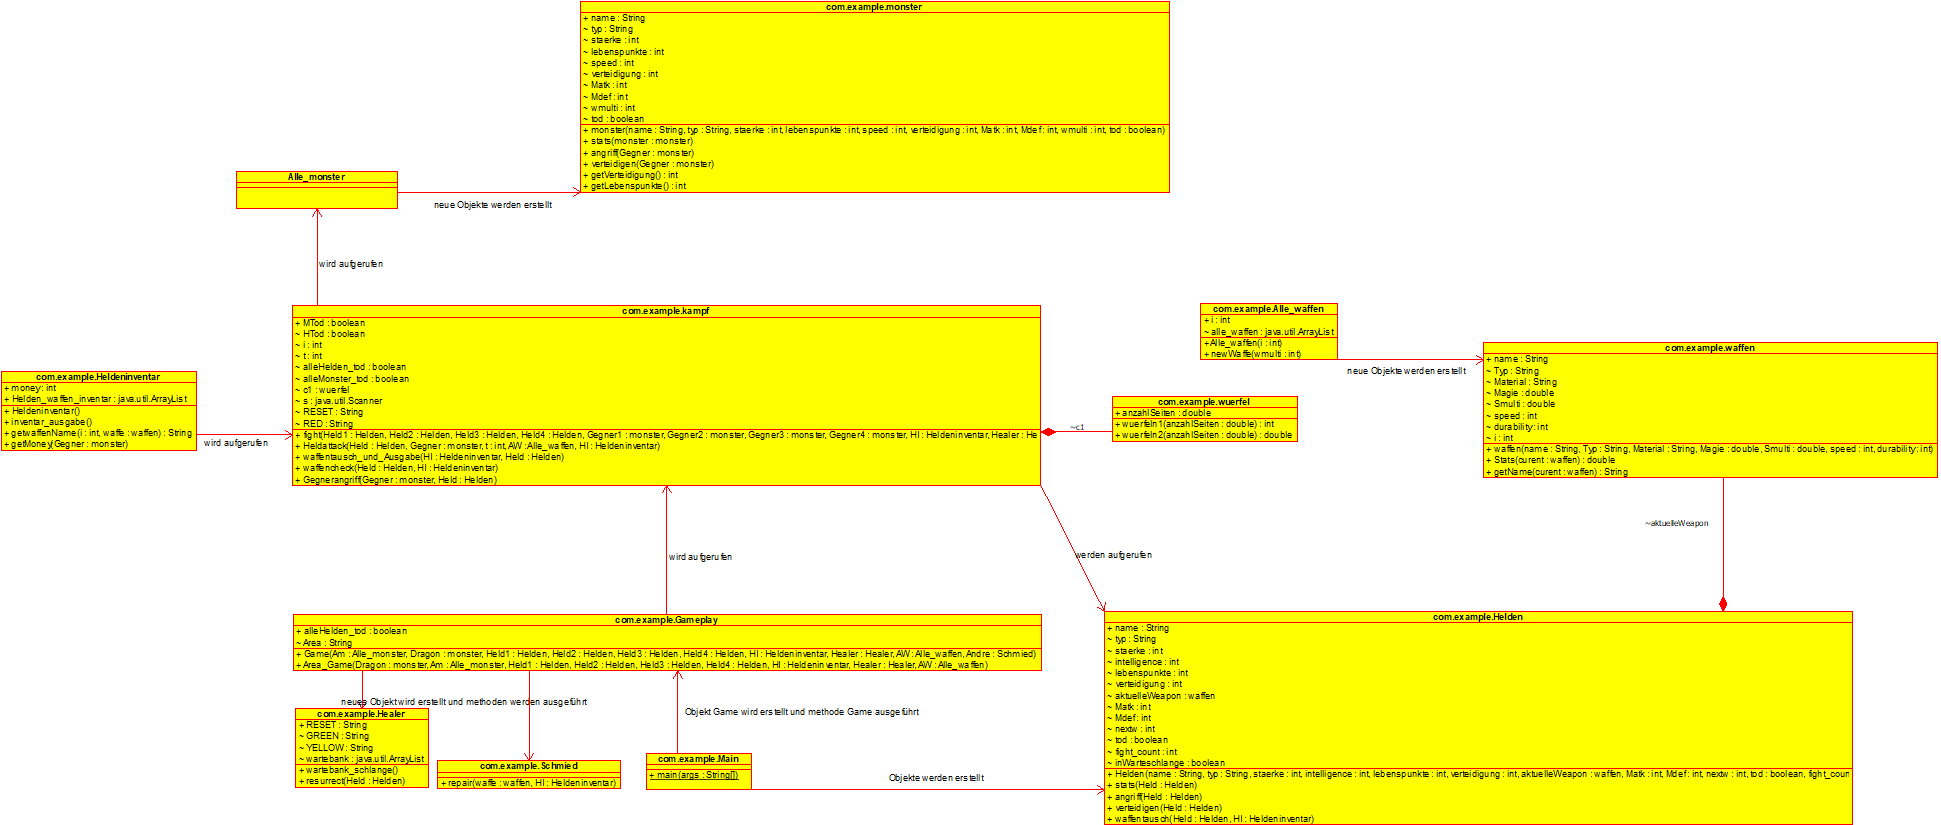 com.example.monster
+ name : String
~ typ : String
~ staerke : int
~ lebenspunkte : int
~ speed : int
~ verteidigung : int
~ Matk : int
~ Mdef : int
~ wmulti : int
~ tod : boolean
+ monster(name : String, typ : String, staerke : int, lebenspunkte : int, speed : int, verteidigung : int, Matk : int, Mdef : int, wmulti : int, tod : boolean)
+ stats(monster : monster)
+ angriff(Gegner : monster)
+ verteidigen(Gegner : monster)
+ getVerteidigung() : int
+ getLebenspunkte() : int
Alle_monster
neue Objekte werden erstellt
wird aufgerufen
com.example.kampf
+ MTod : boolean
~ HTod : boolean
~ i : int
~ t : int
~ alleHelden_tod : boolean
~ alleMonster_tod : boolean
~ c1 : wuerfel
~ s : java.util.Scanner
~ RESET : String
~ RED : String
+ fight(Held1 : Helden, Held2 : Helden, Held3 : Helden, Held4 : Helden, Gegner1 : monster, Gegner2 : monster, Gegner3 : monster, Gegner4 : monster, HI : Heldeninventar, Healer : He
+ Heldattack(Held : Helden, Gegner : monster, t : int, AW :Alle_waffen, HI : Heldeninventar)
+ waffentausch_und_Ausgabe(HI : Heldeninventar, Held : Helden)
+ waffencheck(Held : Helden, HI : Heldeninventar)
+ Gegnerangriff(Gegner : monster, Held : Helden)
com.example.Heldeninventar
+ money: int
+ Helden_waffen_inventar : java.util.ArrayList
+ Heldeninventar()
+ inventar_ausgabe()
+ getwaffenName(i : int, waffe : waffen) : String
+ getMoney(Gegner : monster)
wird aufgerufen
com.example.Alle_waffen
+ i : int
~ alle_waffen : java.util.ArrayList
+Alle_waffen(i : int)
+ newWaffe(wmulti : int)
neue Objekte werden erstellt
com.example.waffen
+ name : String
~ Typ : String
~ Material : String
~ Magie : double
~ Smulti : double
~ speed : int
~ durability: int
~ i : int
+ waffen(name : String, Typ : String, Material : String, Magie : double, Smulti : double, speed : int, durability: int)
+ Stats(curent : waffen) : double
+ getName(curent : waffen) : String
com.example.wuerfel
+ anzahlSeiten : double
+ wuerfeln1(anzahlSeiten : double) : int
+ wuerfeln2(anzahlSeiten : double) : double
~c1
~aktuelleWeapon
wird aufgerufen
werden aufgerufen
com.example.Gameplay
+ alleHelden_tod : boolean
~ Area : String
+ Game(Am : Alle_monster, Dragon : monster, Held1 : Helden, Held2 : Helden, Held3 : Helden, Held4 : Helden, HI : Heldeninventar, Healer : Healer, AW: Alle_waffen, Andre : Schmied)
+ Area_Game(Dragon : monster, Am : Alle_monster, Held1 : Helden, Held2 : Helden, Held3 : Helden, Held4 : Helden, HI : Heldeninventar, Healer : Healer, AW : Alle_waffen)
neues Objekt wird erstellt und methoden werden ausgeführt
Objekt Game wird erstellt und methode Game ausgeführt
com.example.Healer
+ RESET : String
~ GREEN : String
~ YELLOW : String
~ wartebank : java.util.ArrayList
+ wartebank_schlange()
+ resurrect(Held : Helden)
com.example.Schmied
+ repair(waffe : waffen, HI : Heldeninventar)
com.example.Main
+ main(args : String[])
Objekte werden erstellt
com.example.Helden
+ name : String
~ typ : String
~ staerke : int
~ intelligence : int
~ lebenspunkte : int
~ verteidigung : int
~ aktuelleWeapon : waffen
~ Matk : int
~ Mdef : int
~ nextw : int
~ tod : boolean
~ fight_count : int
~ inWarteschlange : boolean
+ Helden(name : String, typ : String, staerke : int, intelligence : int, lebenspunkte : int, verteidigung : int, aktuelleWeapon : waffen, Matk : int, Mdef : int, nextw : int, tod : boolean, fight_coun
+ stats(Held : Helden)
+ angriff(Held : Helden)
+ verteidigen(Held : Helden)
+ waffentausch(Held : Helden, HI : Heldeninventar)